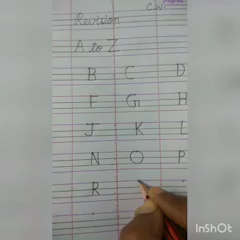 C.W.
Revision
A to Z
B C D
F G H
J K L
N O P
R
InShOt